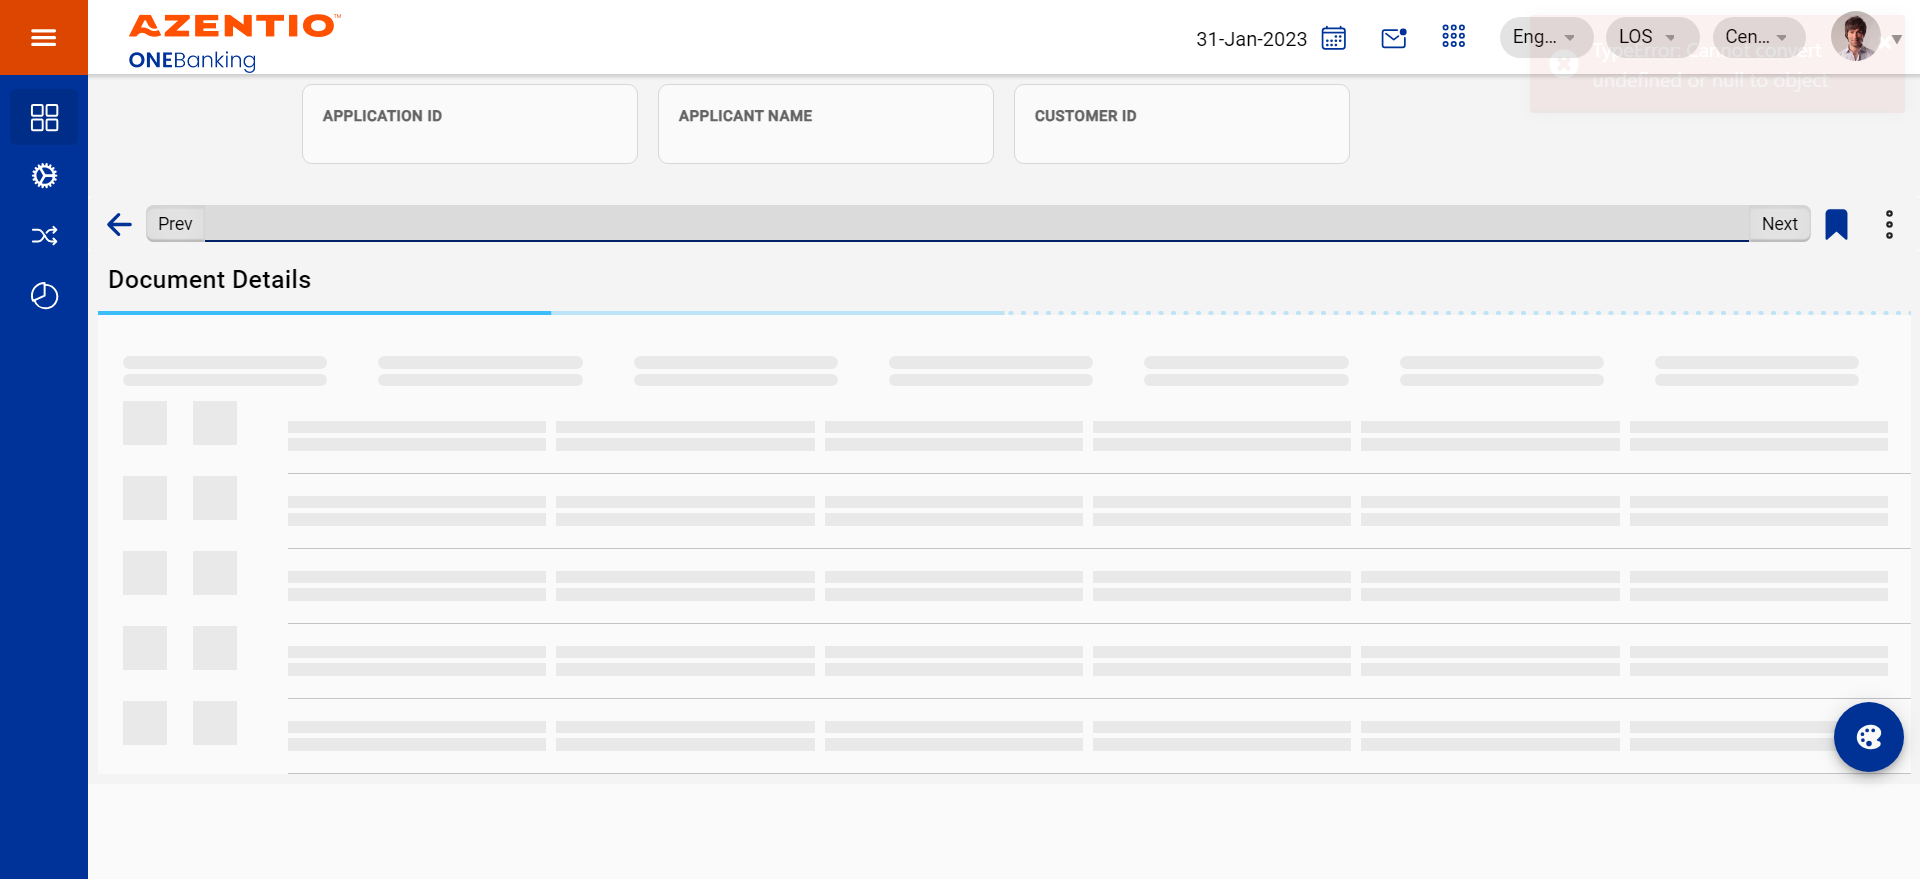 AZENTIO™
ONEBanking
31-Jan-2023
Eng...
LOS
Cen...
TypeError: Cannot convert
undefined or null to object
APPLICATION ID
APPLICANT NAME
CUSTOMER ID
Prev
Next
Document Details